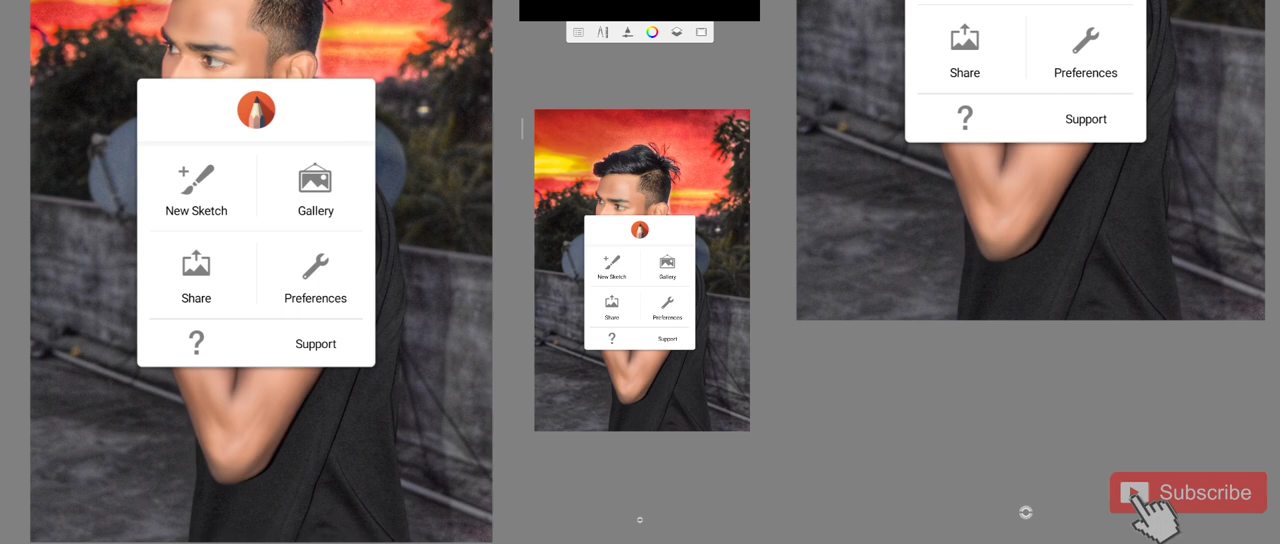 New Sketch
Gallery
Share
Preferences
?
Support
New Sketch
Gallery
Share
Preferences
?
Support
Share
Preferences
?
Support
Subscribe